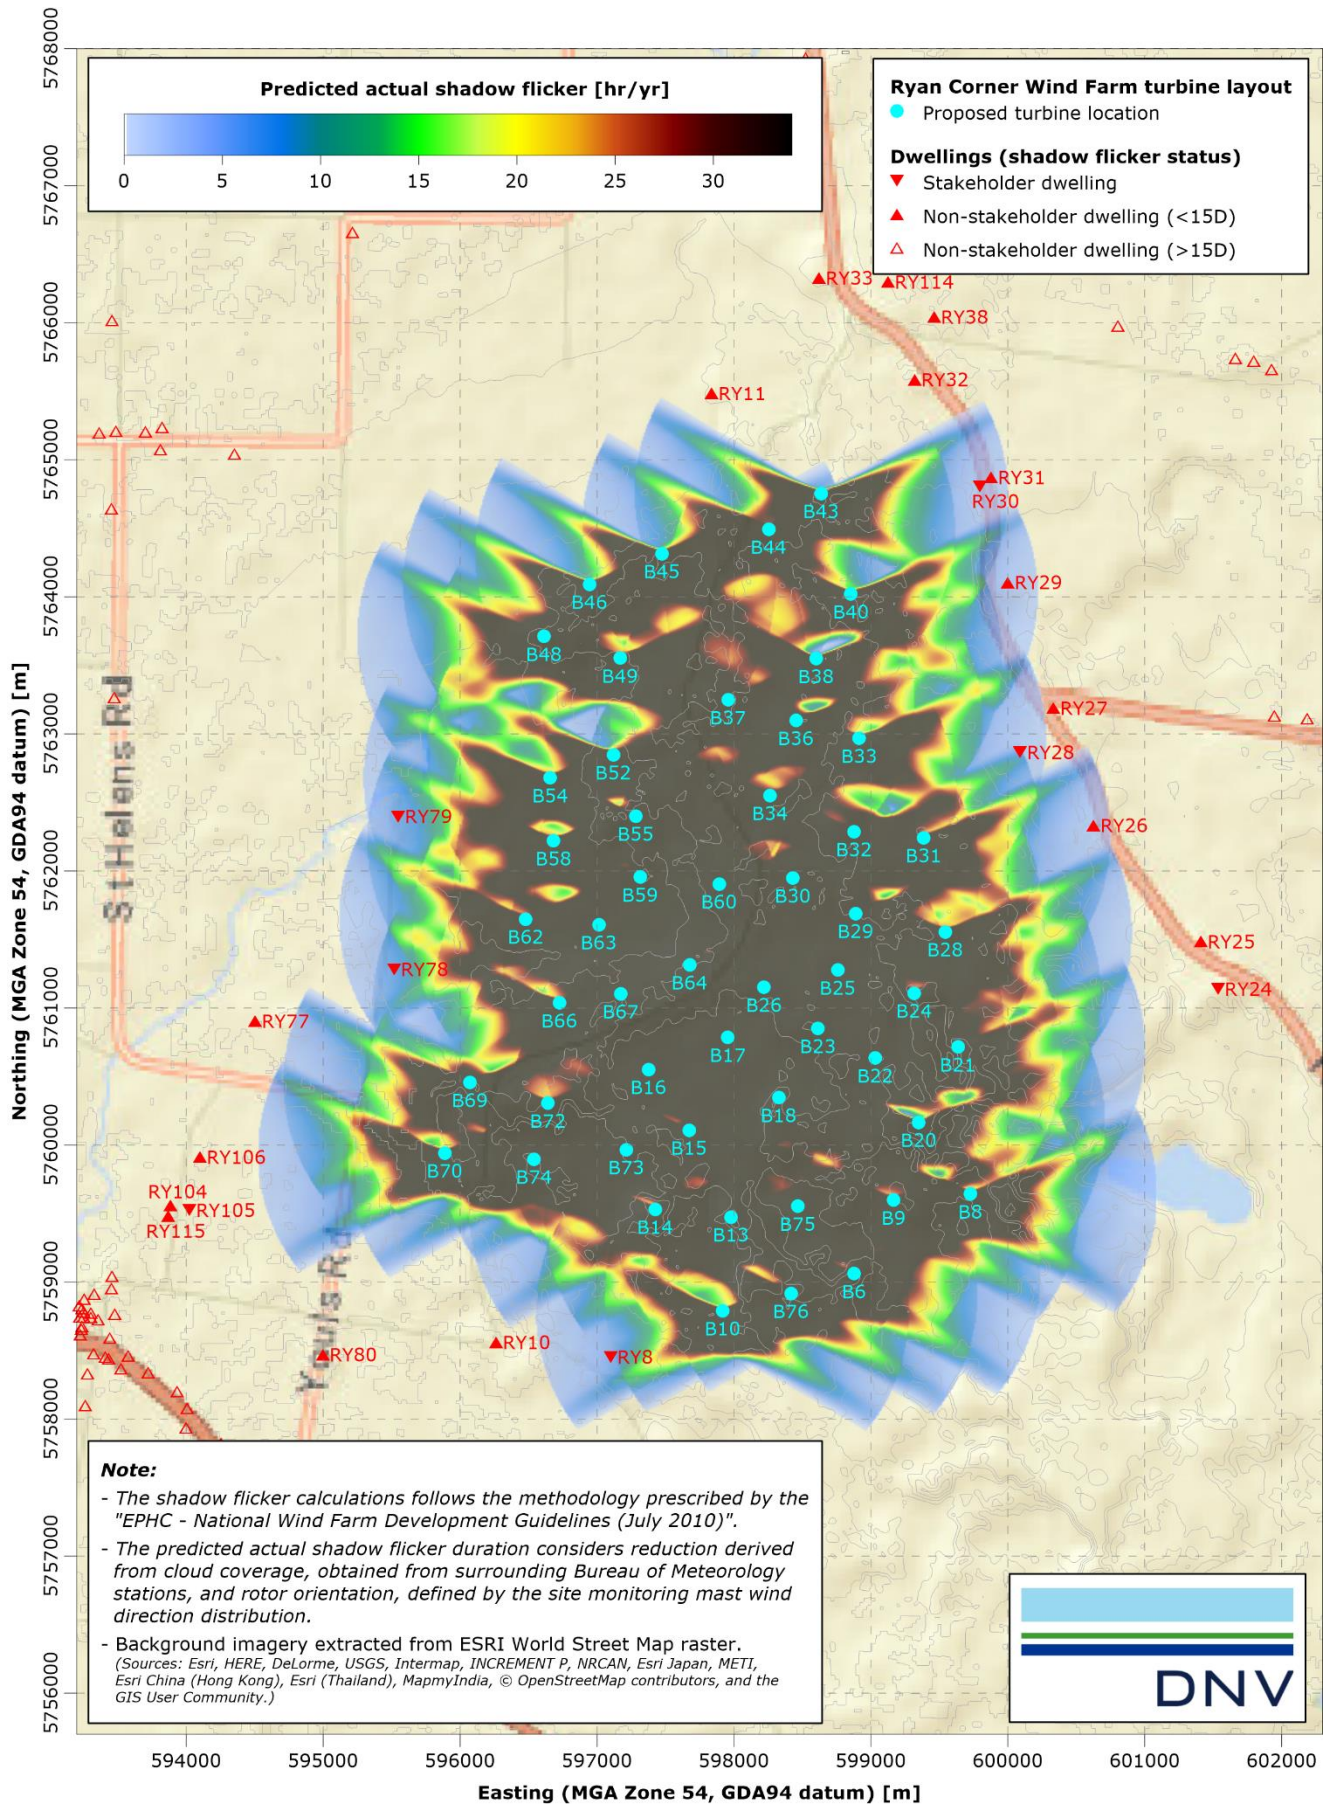 Predicted actual shadow flicker [hr/yr]
0 5 10 15 20 25 30
Ryan Corner Wind Farm turbine layout
Proposed turbine location
Dwellings (shadow flicker status)
Stakeholder dwelling
Non-stakeholder dwelling (<15D)
Non-stakeholder dwelling (>15D)
Northing (MGA Zone 54, GDA94 datum) [m]
5768000
5767000
5766000
5765000
5764000
5763000
5762000
5761000
5760000
5759000
5758000
5757000
5756000
RY33
RY114
RY38
RY32
RY11
RY31
RY30
B43
B44
B45
RY29
B46
B40
B48
B49
B38
St Helens Rd
B37
RY27
B36
B33
RY28
B52
B54
B34
RY79
B55
RY26
B32
B31
B58
B59
B60
B30
B62
B63
B29
B28
RY25
RY78
B64
B25
RY24
B26
B24
B66
B67
RY77
B17
B23
B21
B22
B16
B69
B18
B72
B20
B15
B70
B74
B73
RY106
RY104
RY105
RY115
B14
B13
B75
B9
B8
Youls Rd
B6
B76
B10
RY10
RY80
RY8
Note:
- The shadow flicker calculations follows the methodology prescribed by the
"EPHC - National Wind Farm Development Guidelines (July 2010)".
- The predicted actual shadow flicker duration considers reduction derived
from cloud coverage, obtained from surrounding Bureau of Meteorology
stations, and rotor orientation, defined by the site monitoring mast wind
direction distribution.
- Background imagery extracted from ESRI World Street Map raster.
(Sources: Esri, HERE, DeLorme, USGS, Intermap, INCREMENT P, NRCAN, Esri Japan, METI,
Esri China (Hong Kong), Esri (Thailand), MapmyIndia, © OpenStreetMap contributors, and the
GIS User Community.)
DNV
594000 595000 596000 597000 598000 599000 600000 601000 602000
Easting (MGA Zone 54, GDA94 datum) [m]